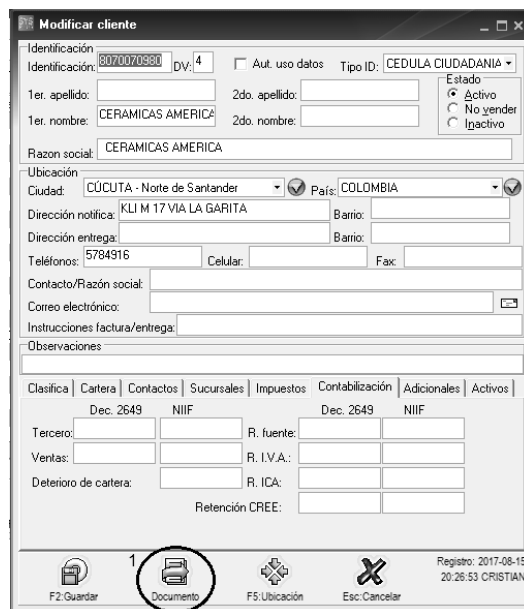 Modificar cliente
Identificación
Identificación: 8070070980 DV: 4 Aut. uso datos Tipo ID: CEDULA CIUDADANIA
Estado
1er. apellido: 2do. apellido: Activo
No vender
1er. nombre: CERAMICAS AMERICA 2do. nombre: Inactivo
Razon social: CERAMICAS AMERICA
Ubicación
Ciudad: CÚCUTA - Norte de Santander País: COLOMBIA
Dirección notifica: KLI M 17 VIA LA GARITA Barrio:
Dirección entrega: Barrio:
Teléfonos: 5784916 Celular: Fax:
Contacto/Razón social:
Correo electrónico:
Instrucciones factura/entrega:
Observaciones
Clasifica Cartera Contactos Sucursales Impuestos Contabilización Adicionales Activos
Dec. 2649 NIIF Dec. 2649 NIIF
Tercero: R. fuente:
Ventas: R. I.V.A.:
Deterioro de cartera: R. ICA:
Retención CREE:
1
F2:Guardar Documento F5:Ubicación Esc:Cancelar
Registro: 2017-08-15
20:26:53 CRISTIAN